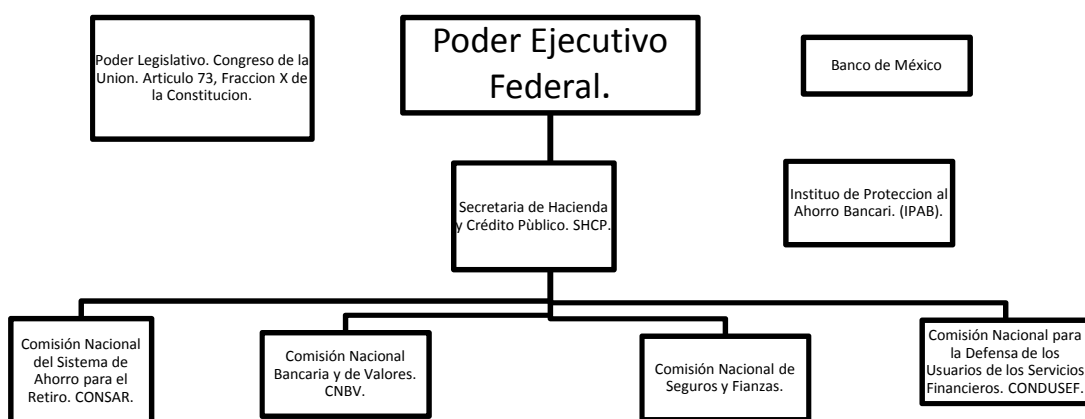 Poder Legislativo. Congreso de la
Union. Articulo 73, Fraccion X de
la Constitucion.
Poder Ejecutivo
Federal.
Banco de México
Secretaria de Hacienda
y Crédito Pùblico. SHCP.
Instituo de Proteccion al
Ahorro Bancari. (IPAB).
Comisión Nacional
del Sistema de
Ahorro para el
Retiro. CONSAR.
Comisión Nacional
Bancaria y de Valores.
CNBV.
Comisión Nacional de
Seguros y Fianzas.
Comisión Nacional para
la Defensa de los
Usuarios de los Servicios
Financieros. CONDUSEF.